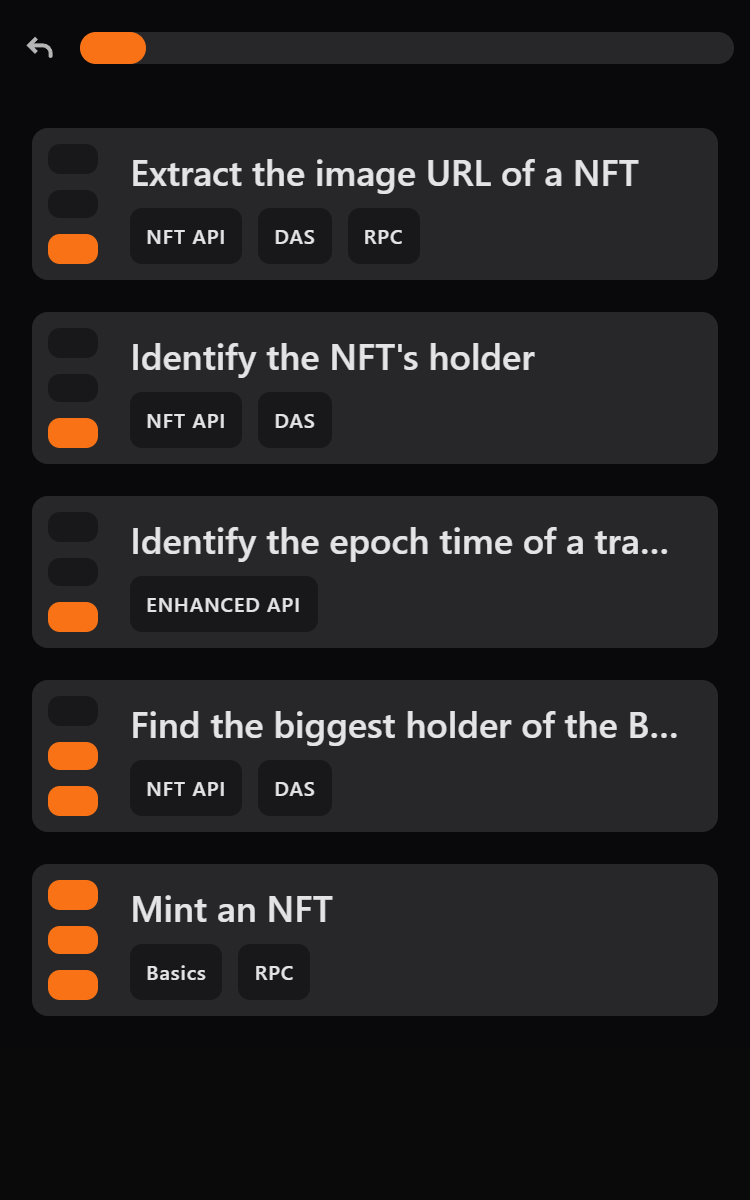 Extract the image URL of a NFT
NFT API DAS RPC
Identify the NFT's holder
NFT API DAS
Identify the epoch time of a tra...
ENHANCED API
Find the biggest holder of the B...
NFT API DAS
Mint an NFT
Basics RPC